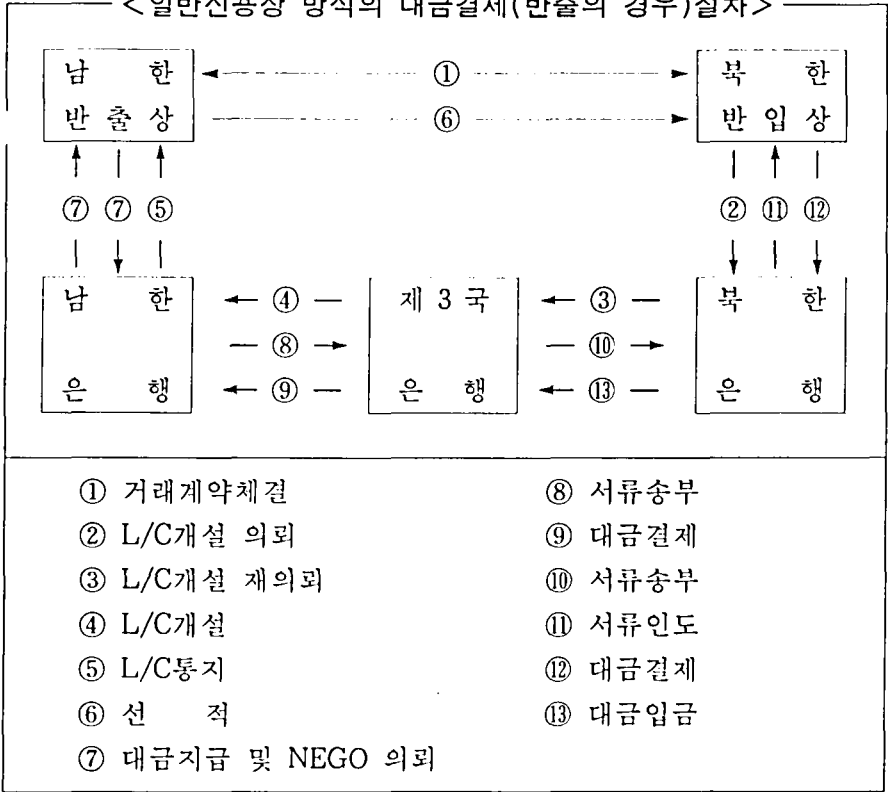 <일반신용장 방식의 대금결제(반출의 경우)절차>
남 한 ① 북 한
반 출 상 ⑥ 반 입 상
⑦ ⑦ ⑤ ② ⑪ ⑫
남 한 ④ 제 3 국 ③ 북 한
⑧ ⑩
은 행 ⑨ 은 행 ⑬ 은 행
① 거래계약체결
② L/C개설 의뢰
③ L/C개설 재의뢰
④ L/C개설
⑤ L/C통지
⑥ 선 적
⑦ 대금지급 및 NEGO 의뢰
⑧ 서류송부
⑨ 대금결제
⑩ 서류송부
⑪ 서류인도
⑫ 대금결제
⑬ 대금입금